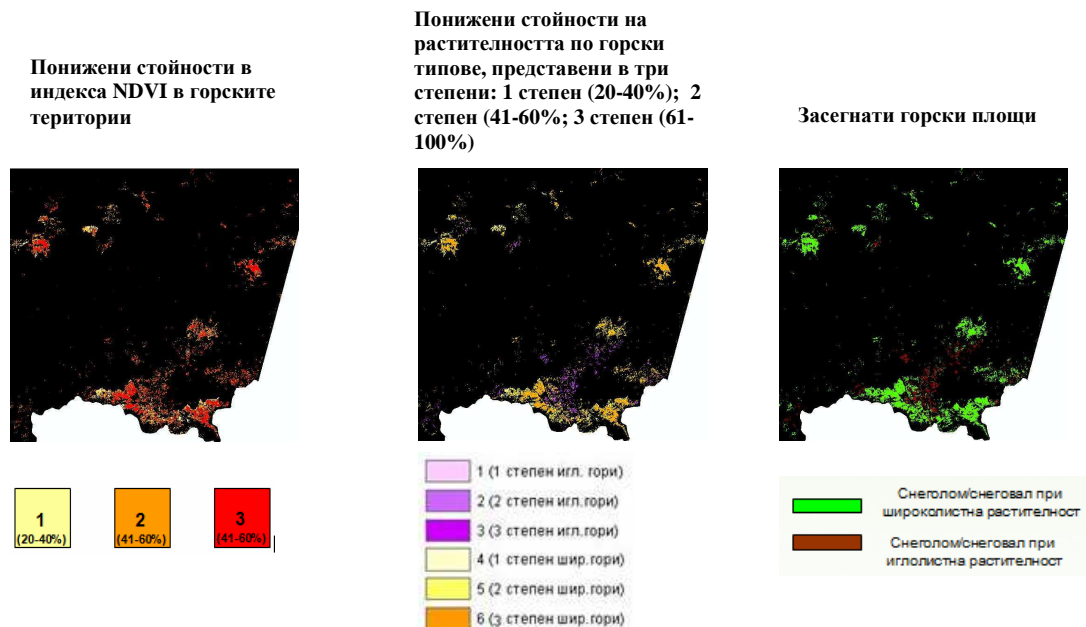 Понижени стойности в
индекса NDVI в горските
територии
Понижени стойности на
растителността по горски
типове, представени в три
степени: 1 степен (20-40%); 2
степен (41-60%; 3 степен (61-
100%)
Засегнати горски площи
1
(20-40%)
2
(41-60%)
3
(41-60%)
1 (1 степен игл. гори)
2 (2 степен игл.гори)
3 (3 степен игл.гори)
4 (1 степен шир.гори)
5 (2 степен шир.гори)
6 (3 степен шир.гори)
Снеголом/снеговал при
широколистна растителност
Снеголом/снеговал при
иглолистна растителност